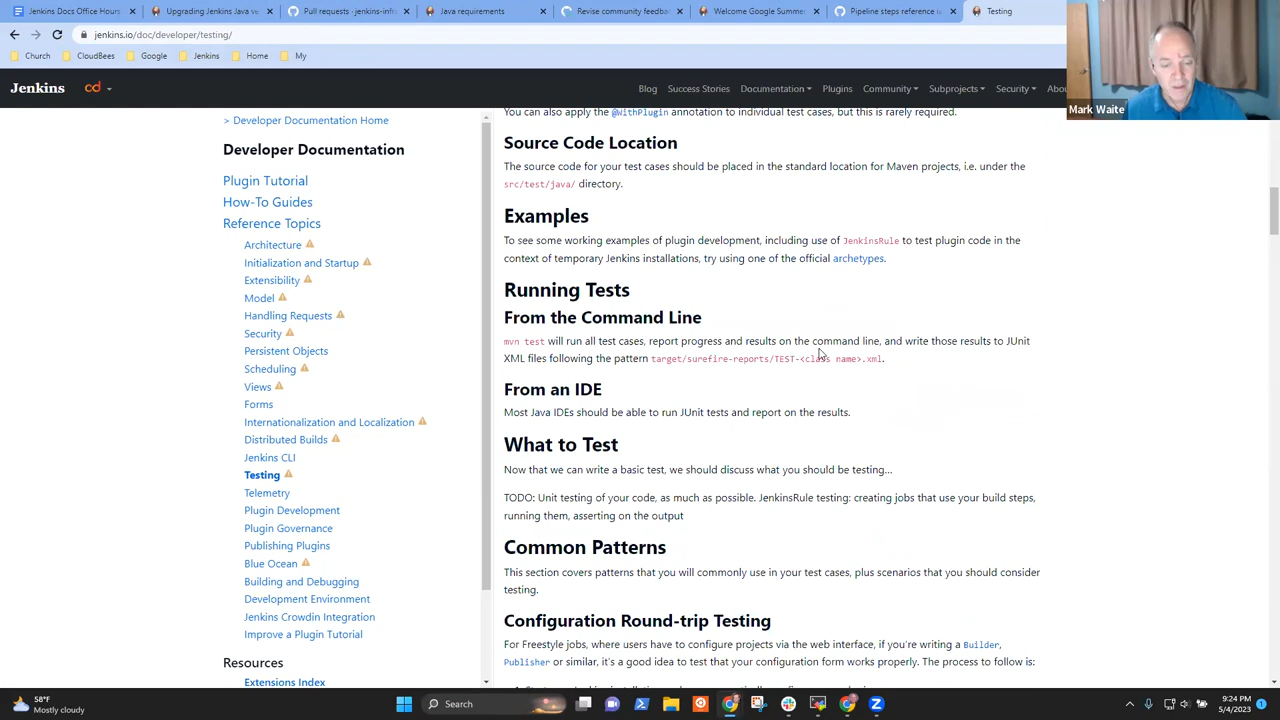 Jenkins Docs Office Hours
Upgrading Jenkins Java ve
Pull requests · jenkins-infr
Java requirements
Revise community feedba
Welcome Google Summe
Pipeline steps reference is
Testing
jenkins.io/doc/developer/testing/
Church
CloudBees
Google
Jenkins
Home
My
Jenkins
cd
Blog
Success Stories
Documentation
Plugins
Community
Subprojects
Security
Abou
Mark Waite
> Developer Documentation Home
Developer Documentation
Plugin Tutorial
How-To Guides
Reference Topics
Architecture
Initialization and Startup
Extensibility
Model
Handling Requests
Security
Persistent Objects
Scheduling
Views
Forms
Internationalization and Localization
Distributed Builds
Jenkins CLI
Testing
Telemetry
Plugin Development
Plugin Governance
Publishing Plugins
Blue Ocean
Building and Debugging
Development Environment
Jenkins Crowdin Integration
Improve a Plugin Tutorial
Resources
Extensions Index
You can also apply the @WithPlugin annotation to individual test cases, but this is rarely required.
Source Code Location
The source code for your test cases should be placed in the standard location for Maven projects, i.e. under the
src/test/java/ directory.
Examples
To see some working examples of plugin development, including use of JenkinsRule to test plugin code in the
context of temporary Jenkins installations, try using one of the official archetypes.
Running Tests
From the Command Line
mvn test will run all test cases, report progress and results on the command line, and write those results to JUnit
XML files following the pattern target/surefire-reports/TEST-<class name>.xml.
From an IDE
Most Java IDEs should be able to run JUnit tests and report on the results.
What to Test
Now that we can write a basic test, we should discuss what you should be testing...
TODO: Unit testing of your code, as much as possible. JenkinsRule testing: creating jobs that use your build steps,
running them, asserting on the output
Common Patterns
This section covers patterns that you will commonly use in your test cases, plus scenarios that you should consider
testing.
Configuration Round-trip Testing
For Freestyle jobs, where users have to configure projects via the web interface, if you're writing a Builder,
Publisher or similar, it's a good idea to test that your configuration form works properly. The process to follow is:
58°F
Mostly cloudy
Search
9:24 PM
5/4/2023